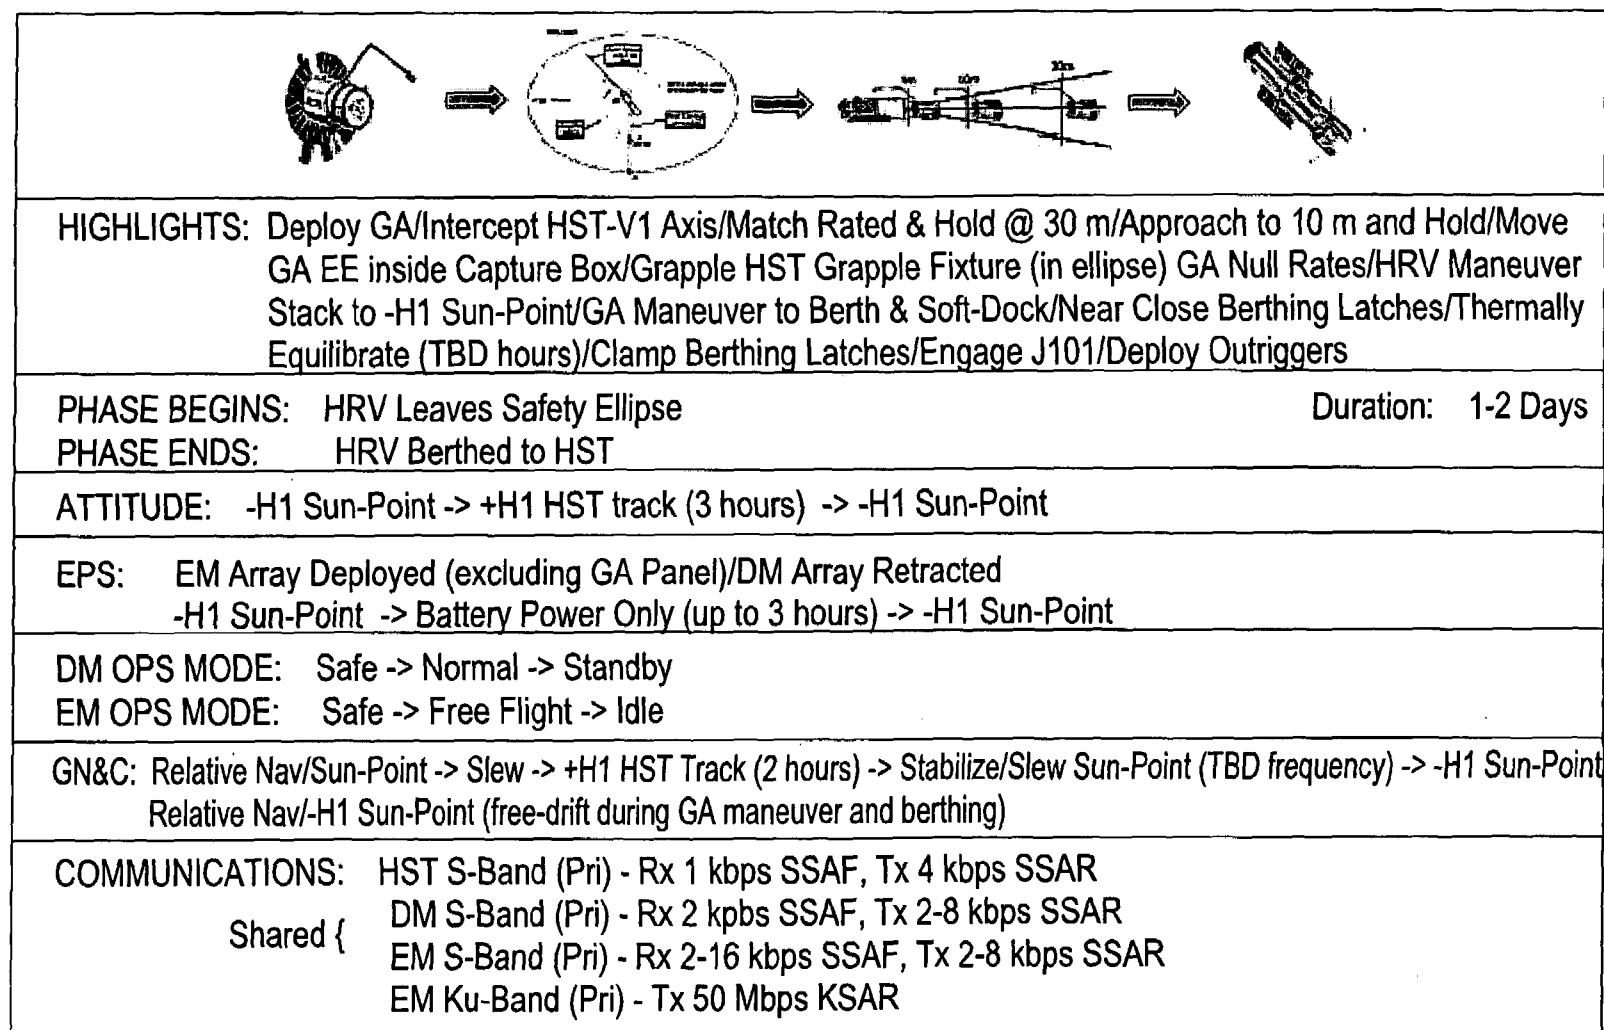 HIGHLIGHTS: Deploy GA/Intercept HST-V1 Axis/Match Rated & Hold @ 30 m/Approach to 10 m and Hold/Move
GA EE inside Capture Box/Grapple HST Grapple Fixture (in ellipse) GA Null Rates/HRV Maneuver
Stack to -H1 Sun-Point/GA Maneuver to Berth & Soft-Dock/Near Close Berthing Latches/Thermally
Equilibrate (TBD hours)/Clamp Berthing Latches/Engage J101/Deploy Outriggers
PHASE BEGINS: HRV Leaves Safety Ellipse Duration: 1-2 Days
PHASE ENDS: HRV Berthed to HST
ATTITUDE: -H1 Sun-Point -> +H1 HST track (3 hours) -> -H1 Sun-Point
EPS: EM Array Deployed (excluding GA Panel)/DM Array Retracted
-H1 Sun-Point -> Battery Power Only (up to 3 hours) -> -H1 Sun-Point
DM OPS MODE: Safe -> Normal -> Standby
EM OPS MODE: Safe -> Free Flight -> Idle
GN&C: Relative Nav/Sun-Point -> Slew -> +H1 HST Track (2 hours) -> Stabilize/Slew Sun-Point (TBD frequency) -> -H1 Sun-Point
Relative Nav/-H1 Sun-Point (free-drift during GA maneuver and berthing)
COMMUNICATIONS: HST S-Band (Pri) - Rx 1 kbps SSAF, Tx 4 kbps SSAR
Shared { DM S-Band (Pri) - Rx 2 kpbs SSAF, Tx 2-8 kbps SSAR
EM S-Band (Pri) - Rx 2-16 kbps SSAF, Tx 2-8 kbps SSAR
EM Ku-Band (Pri) - Tx 50 Mbps KSAR